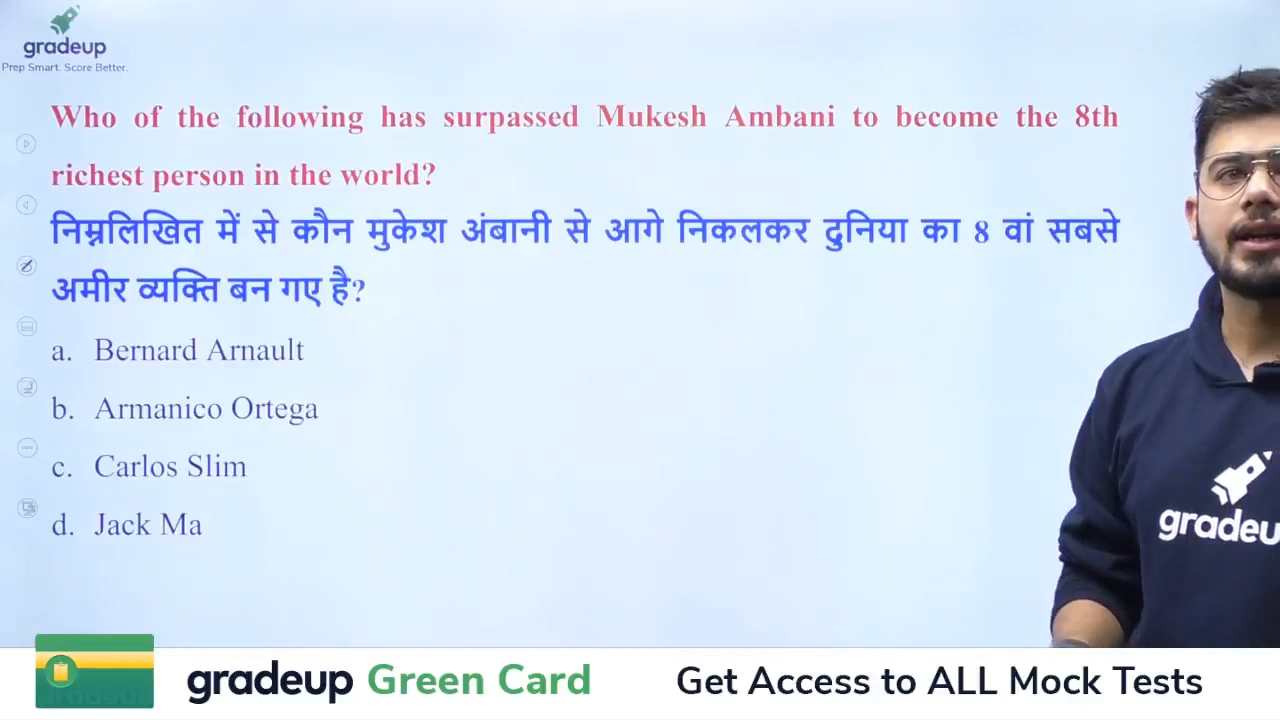 gradeup
Prep Smart. Score Better.
Who of the following has surpassed Mukesh Ambani to become the 8th
richest person in the world?
निम्नलिखित में से कौन मुकेश अंबानी से आगे निकलकर दुनिया का 8 वां सबसे
अमीर व्यक्ति बन गए है?
a. Bernard Arnault
b. Armanico Ortega
c. Carlos Slim
d. Jack Ma
gradeu
gradeup Green Card
Get Access to ALL Mock Tests